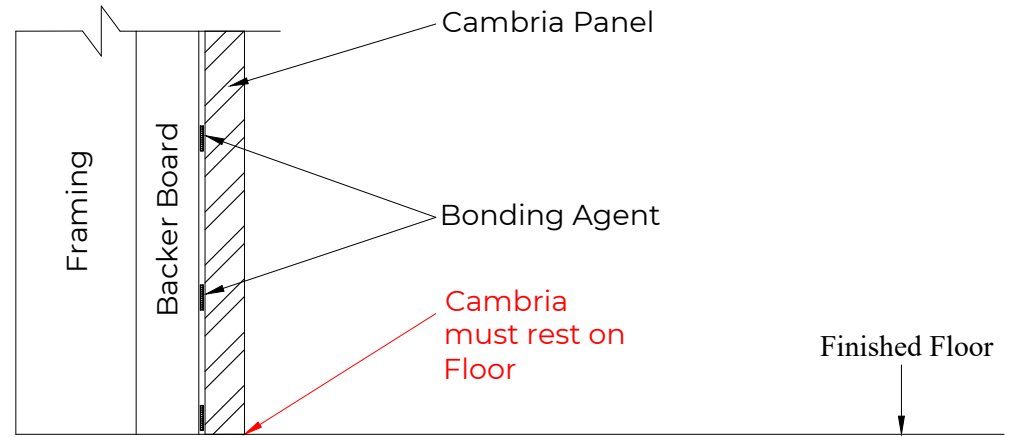 Cambria Panel
Framing
Backer Board
Bonding Agent
Cambria
must rest on
Floor
Finished Floor